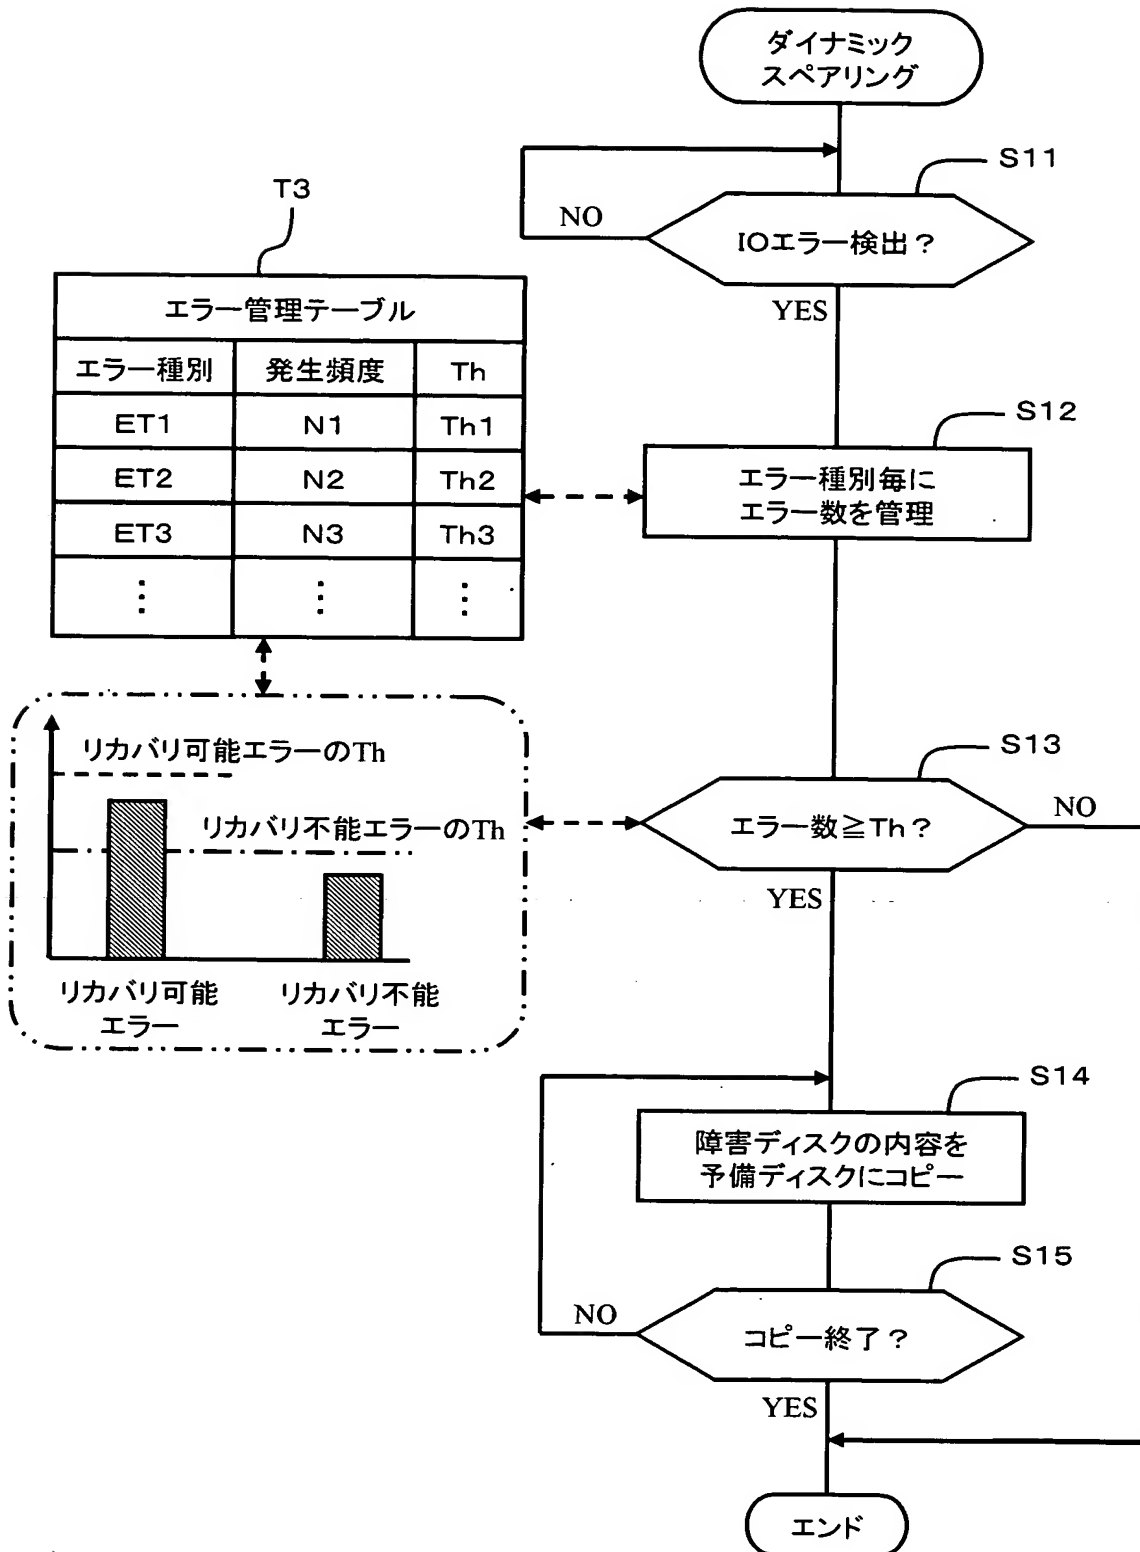 ダイナミック
スペアリング
S11
NO
IOエラー検出?
YES
T3
エラー管理テーブル
エラー種別 発生頻度 Th
ET1 N1 Th1
ET2 N2 Th2
ET3 N3 Th3
⋮ ⋮ ⋮
S12
エラー種別毎に
エラー数を管理
リカバリ可能エラーのTh
リカバリ不能エラーのTh
リカバリ可能
エラー
リカバリ不能
エラー
S13
エラー数≧Th?
NO
YES
S14
障害ディスクの内容を
予備ディスクにコピー
S15
NO
コピー終了?
YES
エンド